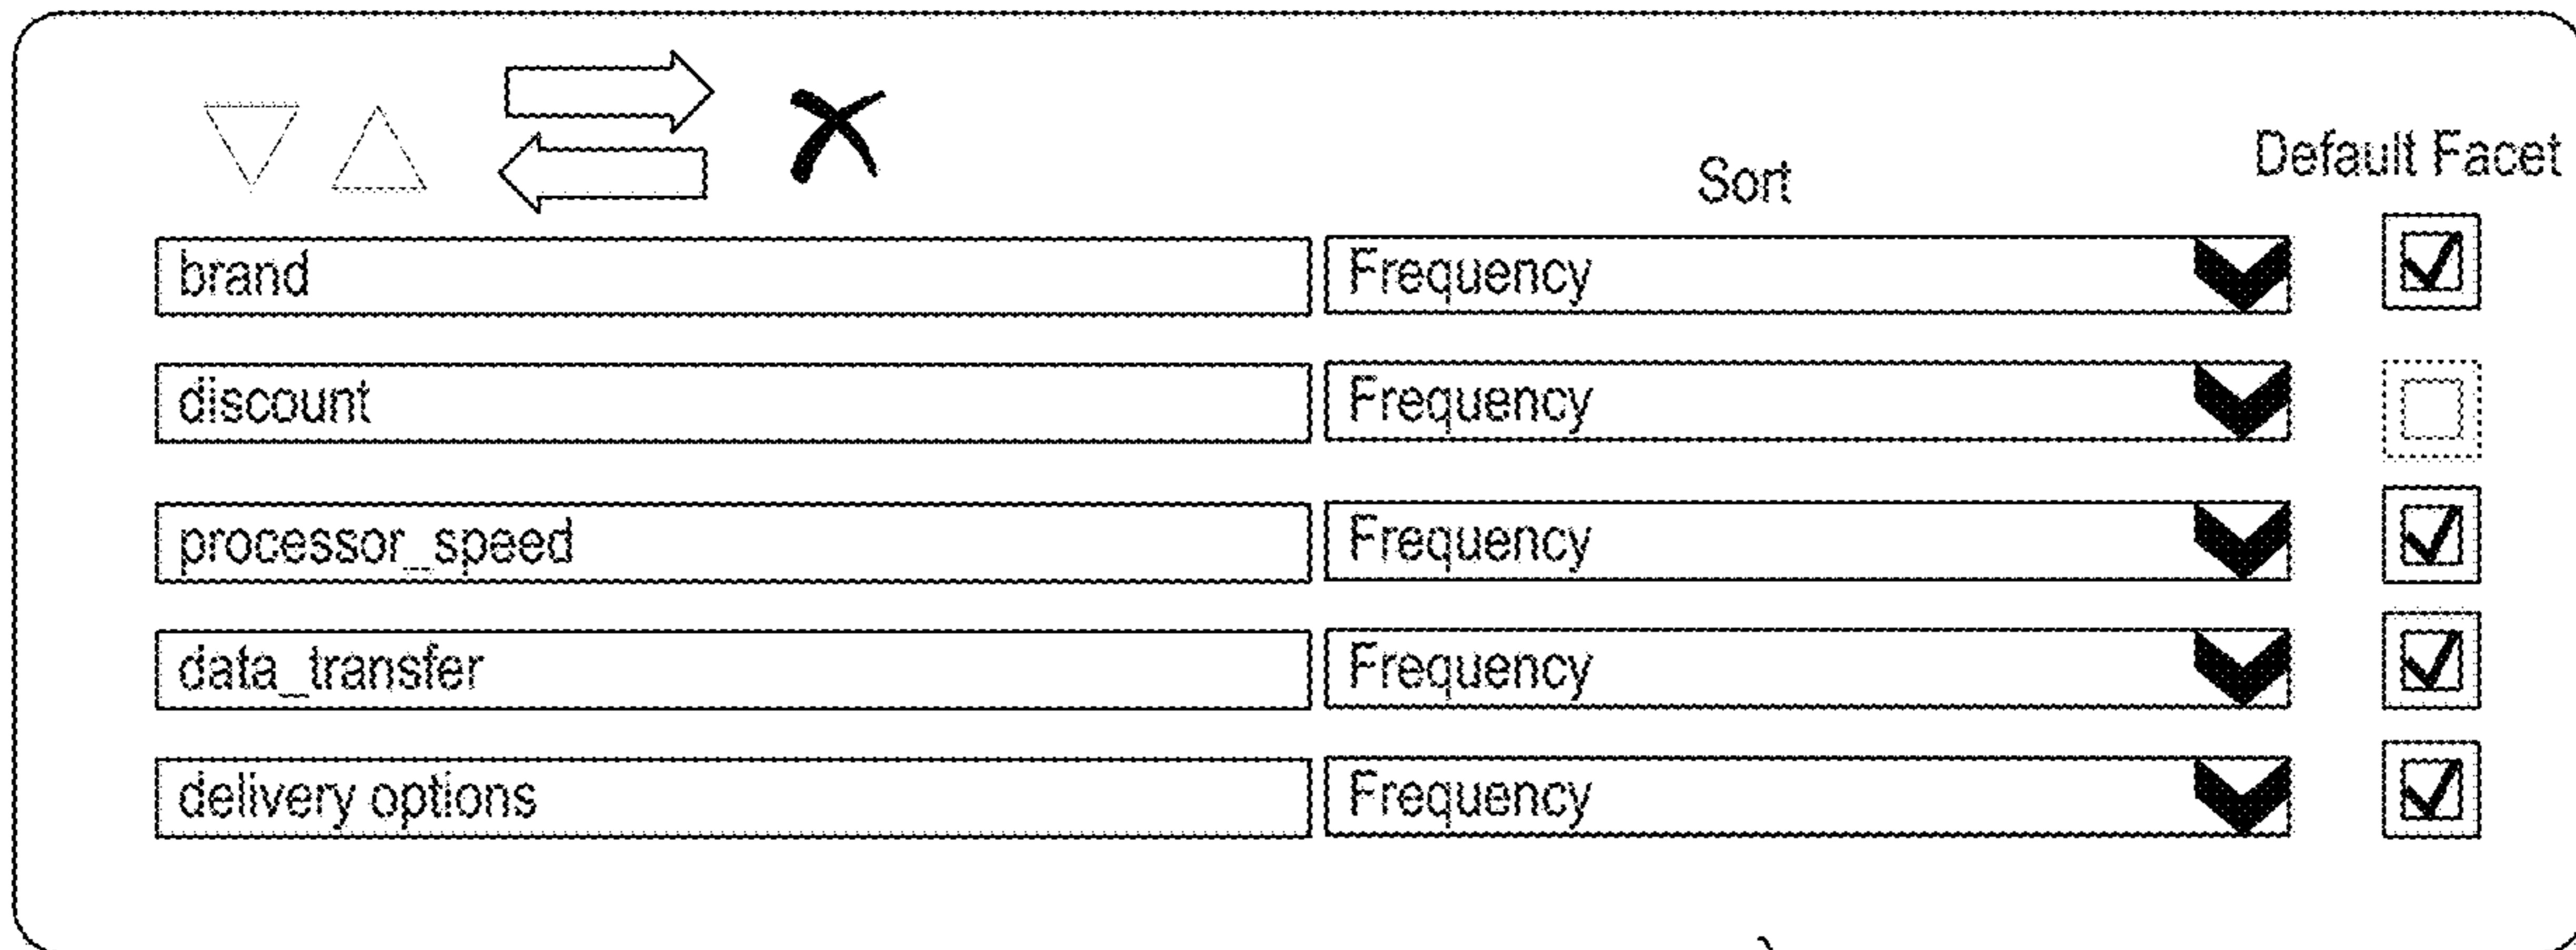 Default Facet
Sort
brand Frequency
discount Frequency
processor_speed Frequency
data_transfer Frequency
delivery options Frequency